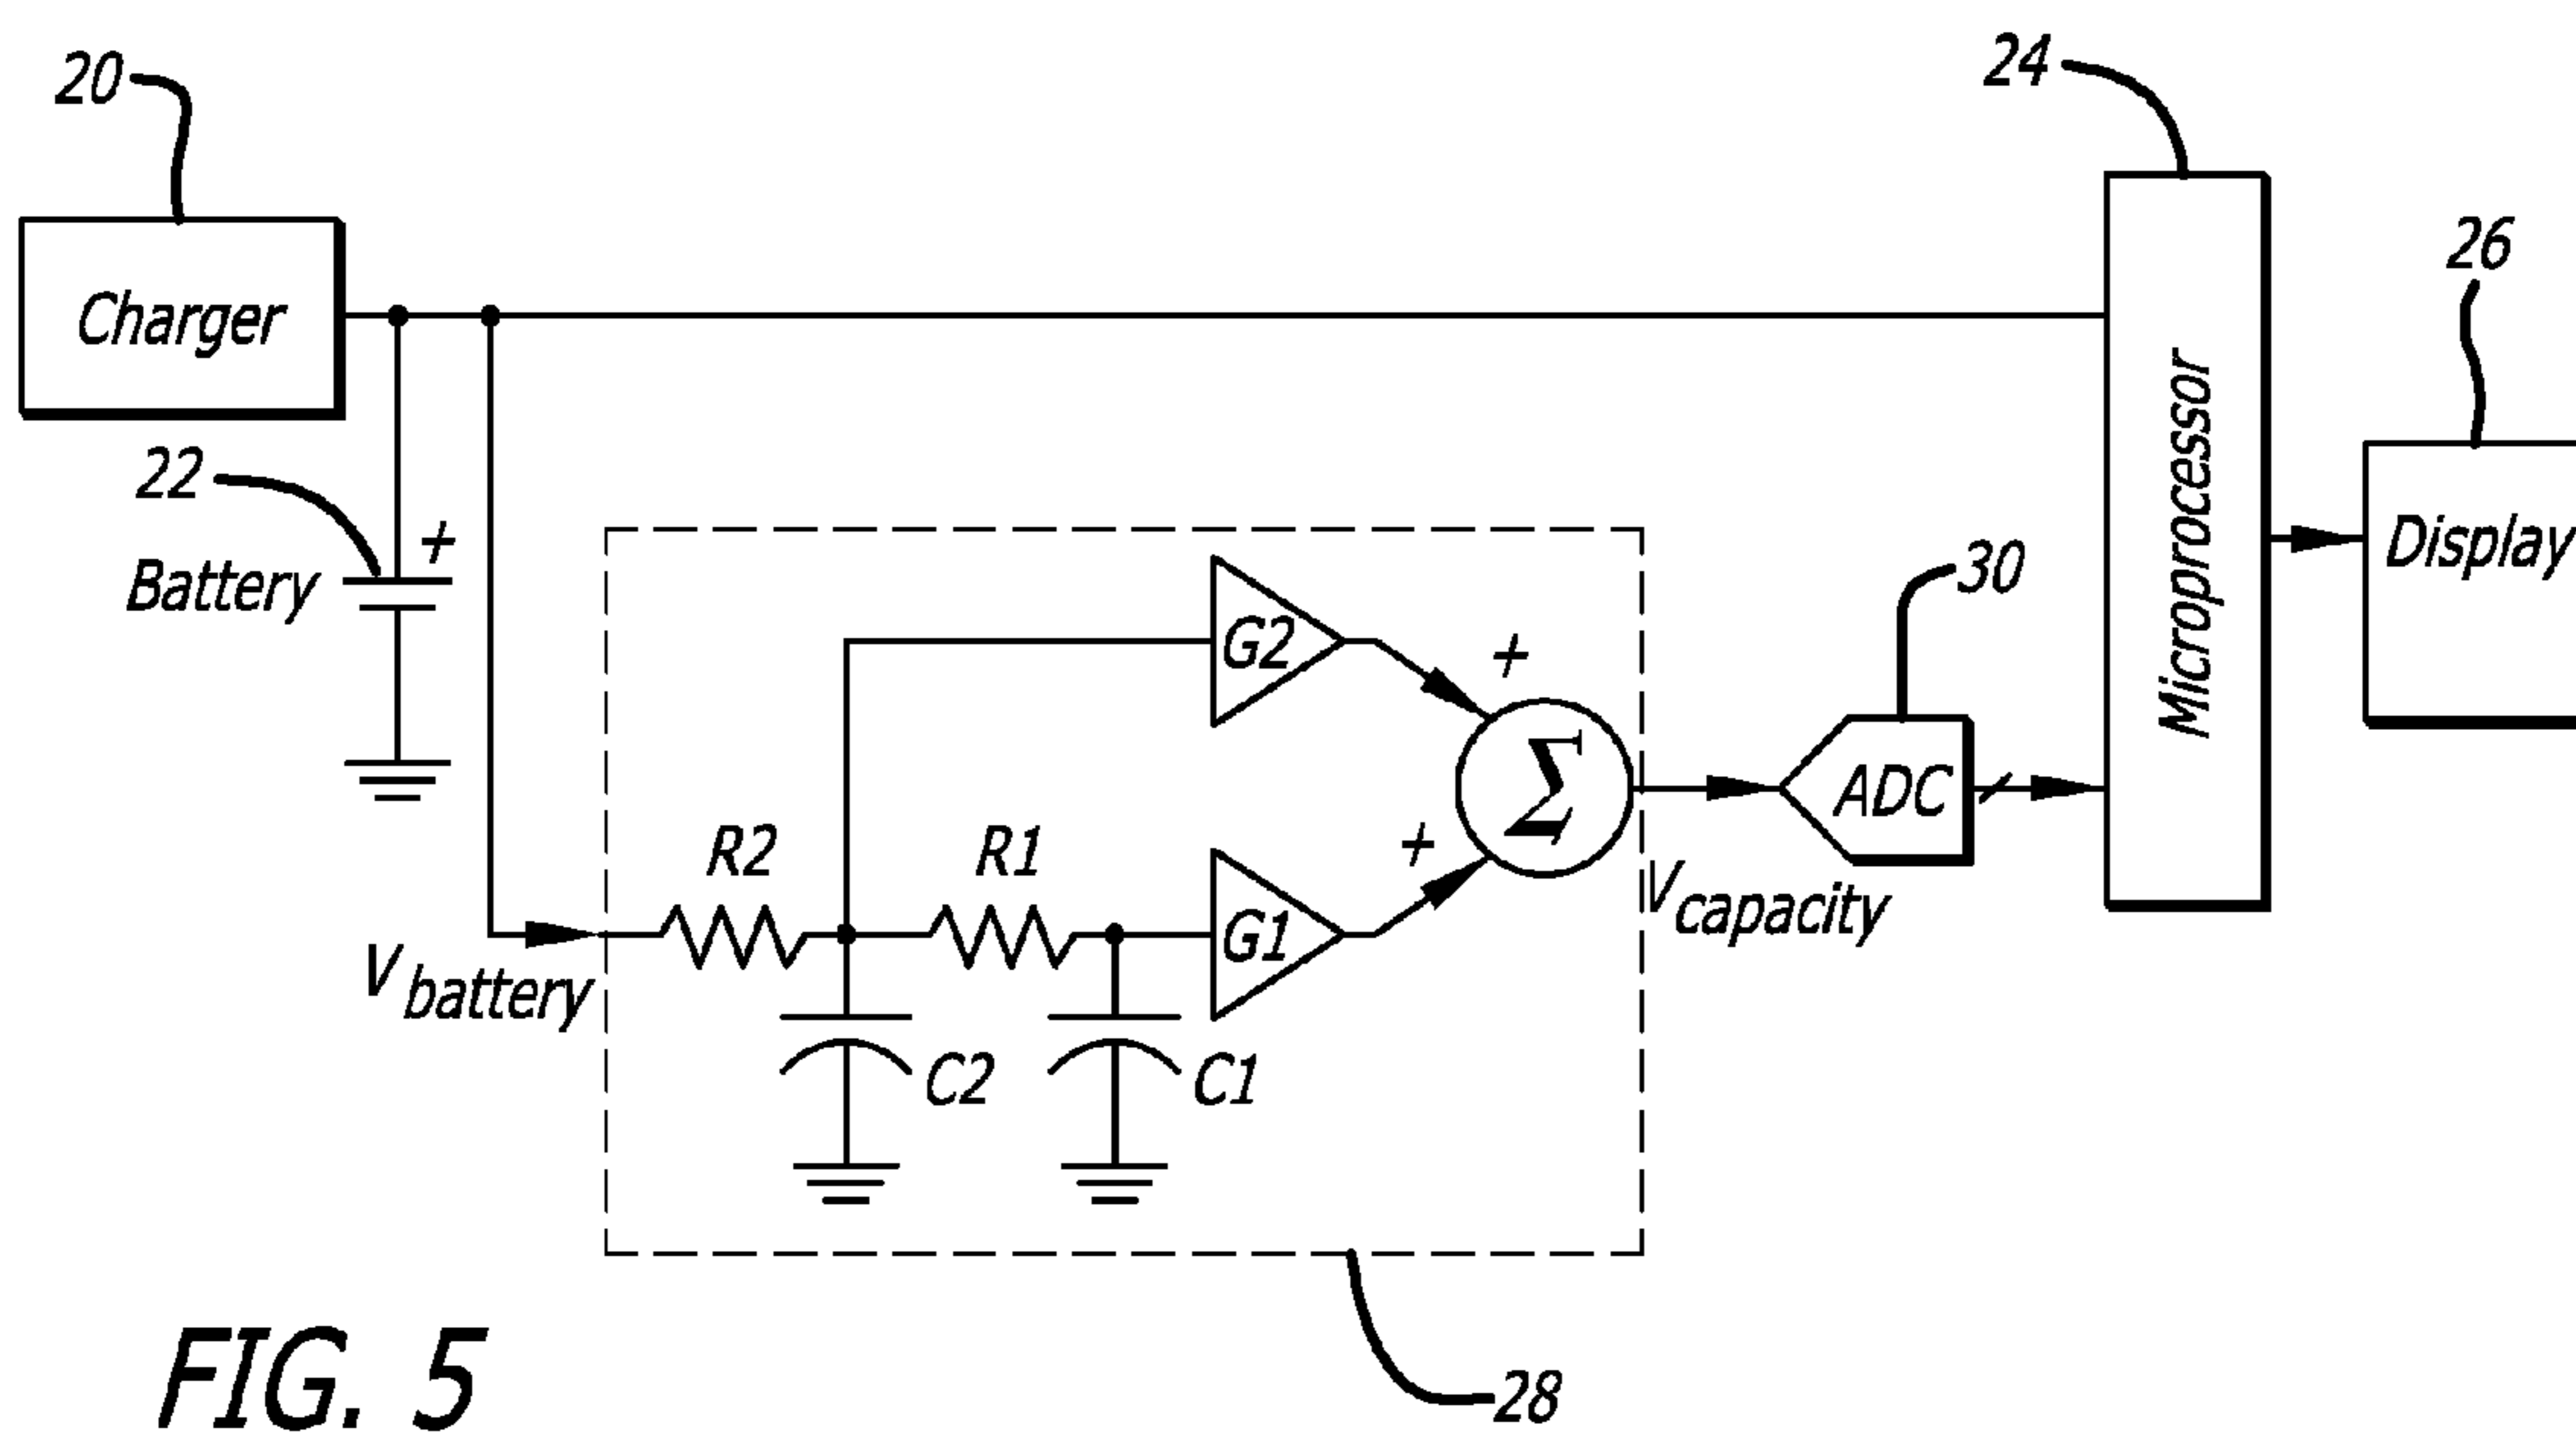 20
24
26
Charger
22
+
Battery
Microprocessor
Display
30
G2
+
Σ
ADC
R2
R1
+
G1
Vcapacity
Vbattery
C2
C1
28
FIG. 5